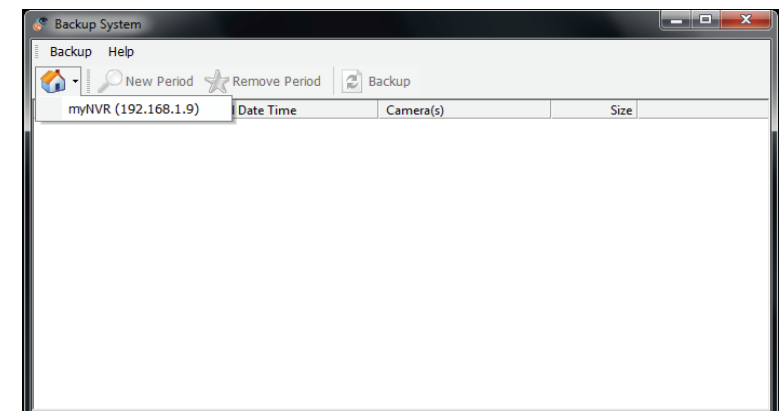 Backup System
Backup Help
New Period Remove Period Backup
myNVR (192.168.1.9) Date Time Camera(s) Size